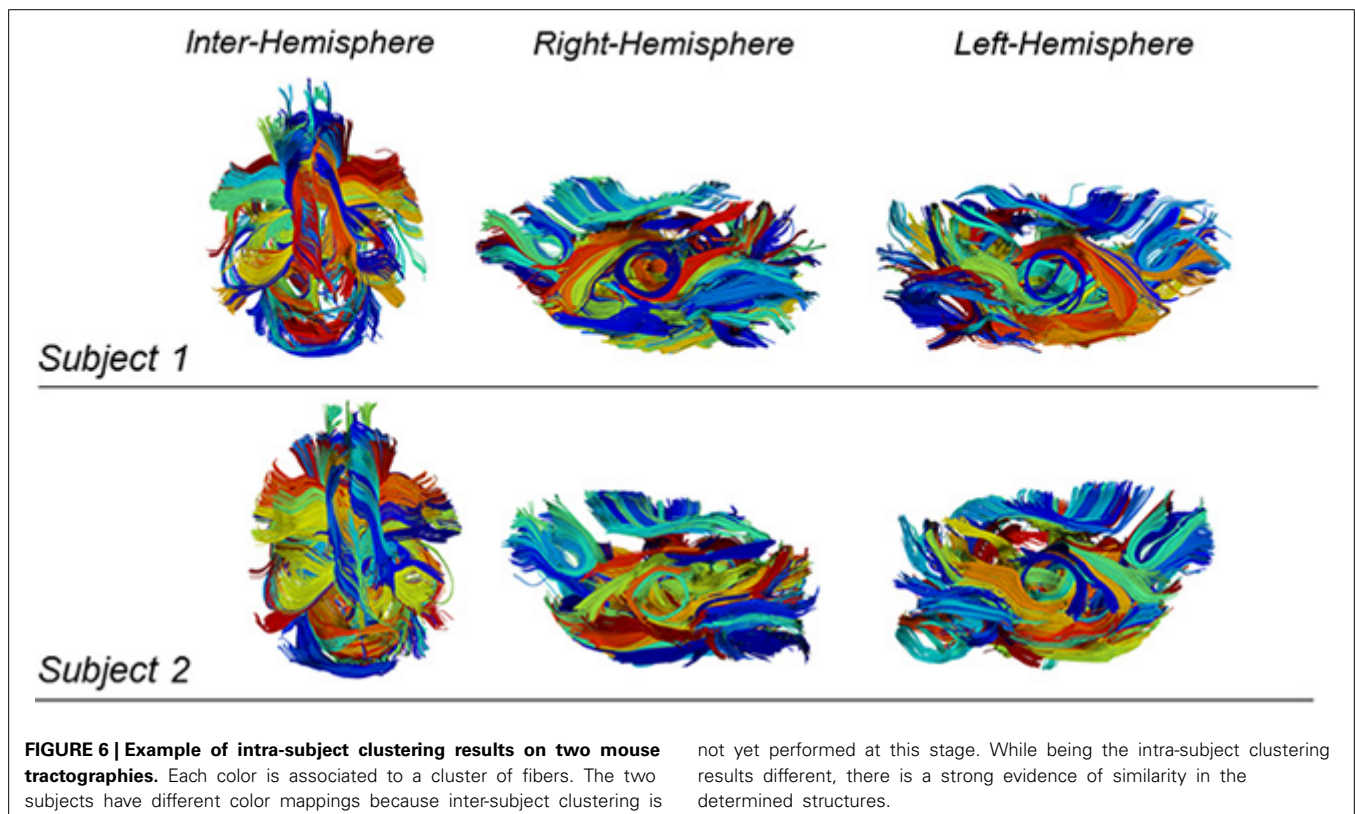 Inter-Hemisphere
Right-Hemisphere
Left-Hemisphere
Subject 1
Subject 2
FIGURE 6 | Example of intra-subject clustering results on two mouse
tractographies. Each color is associated to a cluster of fibers. The two
subjects have different color mappings because inter-subject clustering is
not yet performed at this stage. While being the intra-subject clustering
results different, there is a strong evidence of similarity in the
determined structures.